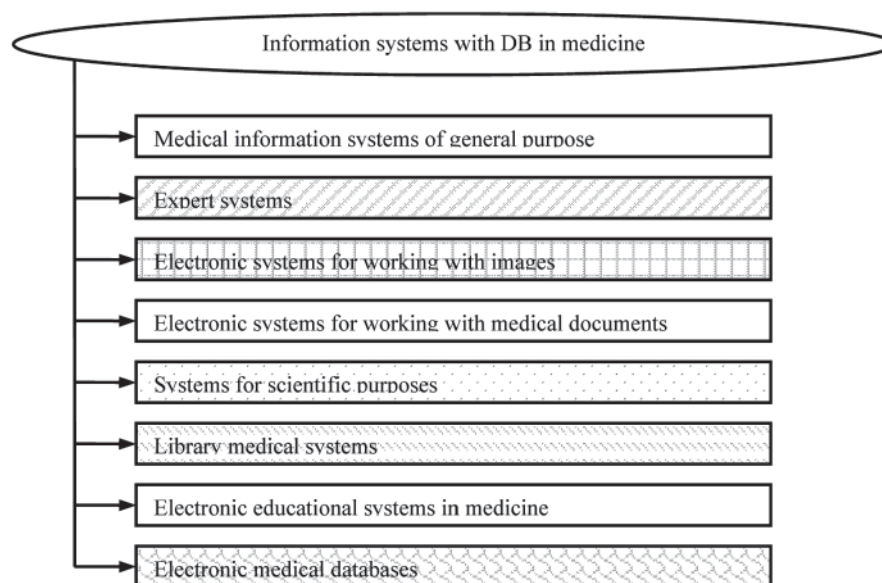 Information systems with DB in medicine
Medical information systems of general purpose
Expert systems
Electronic systems for working with images
Electronic systems for working with medical documents
Systems for scientific purposes
Library medical systems
Electronic educational systems in medicine
Electronic medical databases